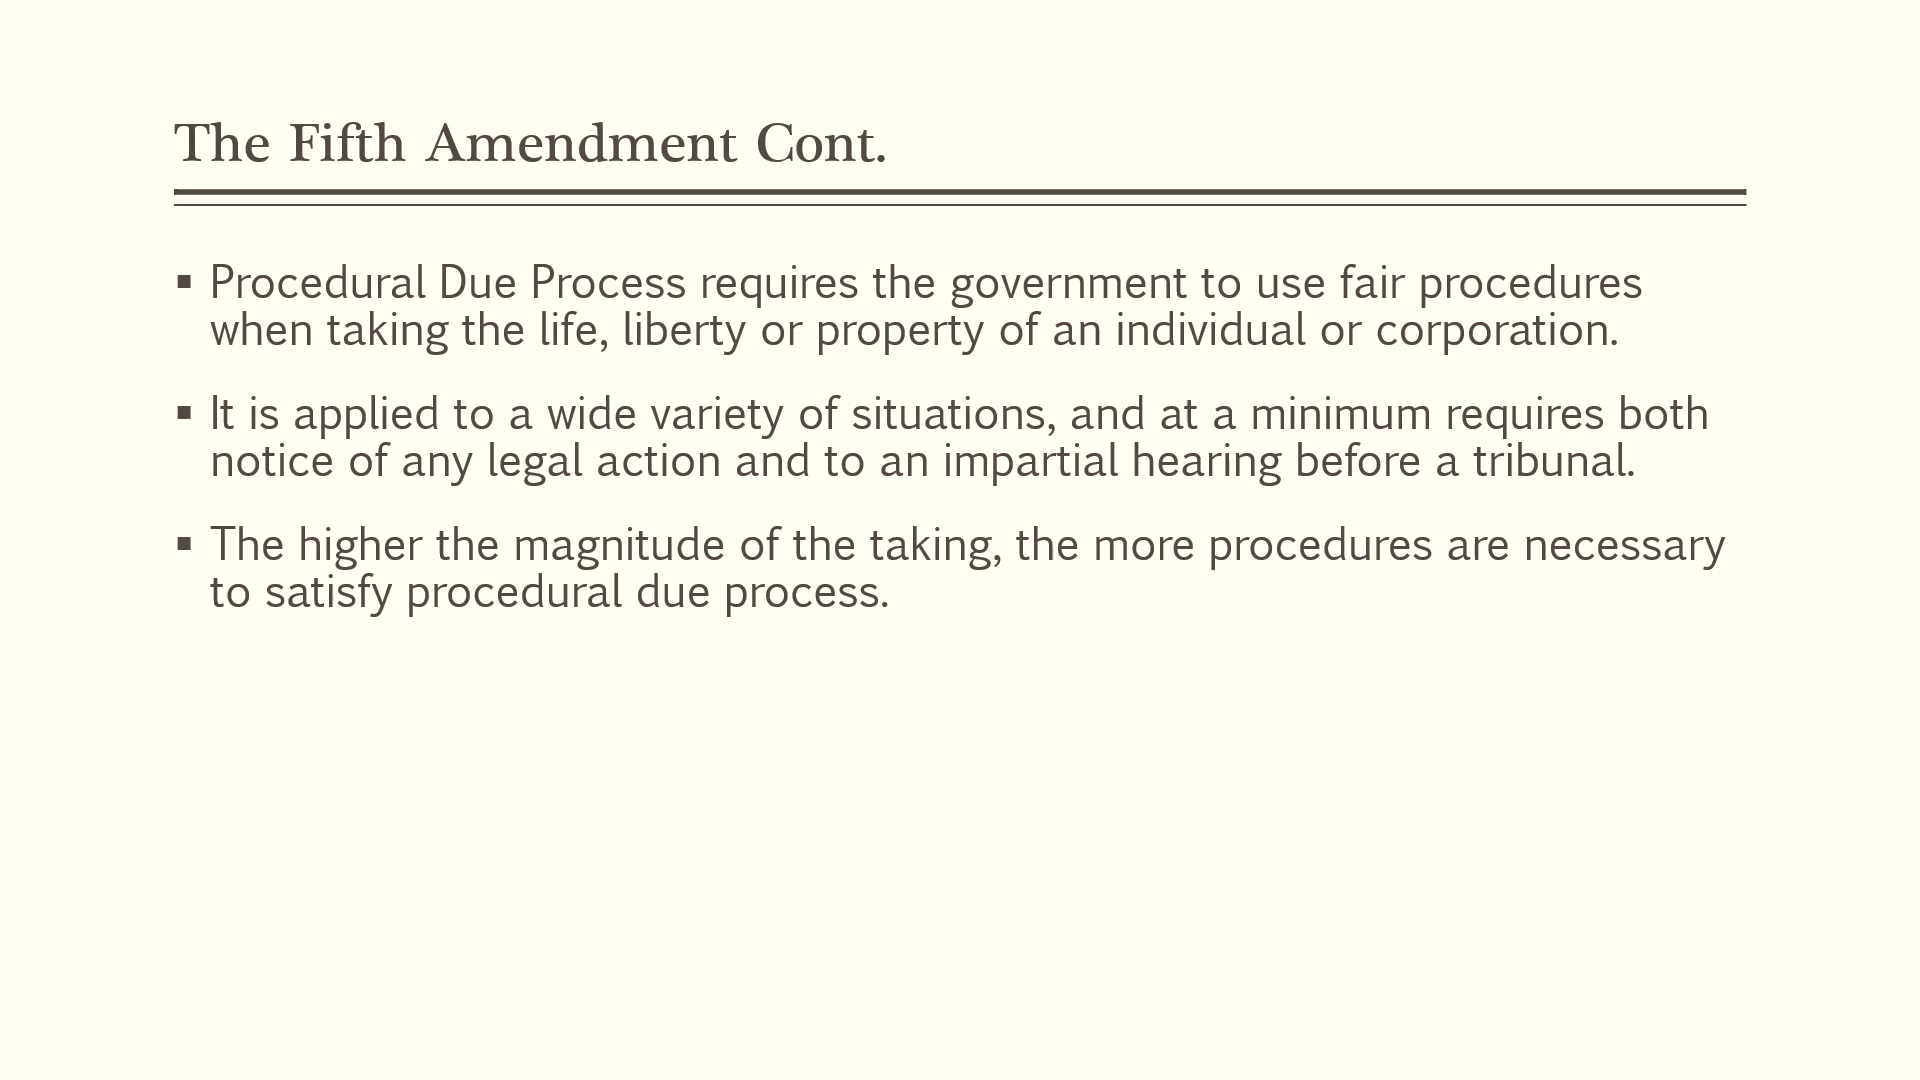 The Fifth Amendment Cont.
▪ Procedural Due Process requires the government to use fair procedures
when taking the life, liberty or property of an individual or corporation.
▪ It is applied to a wide variety of situations, and at a minimum requires both
notice of any legal action and to an impartial hearing before a tribunal.
▪ The higher the magnitude of the taking, the more procedures are necessary
to satisfy procedural due process.